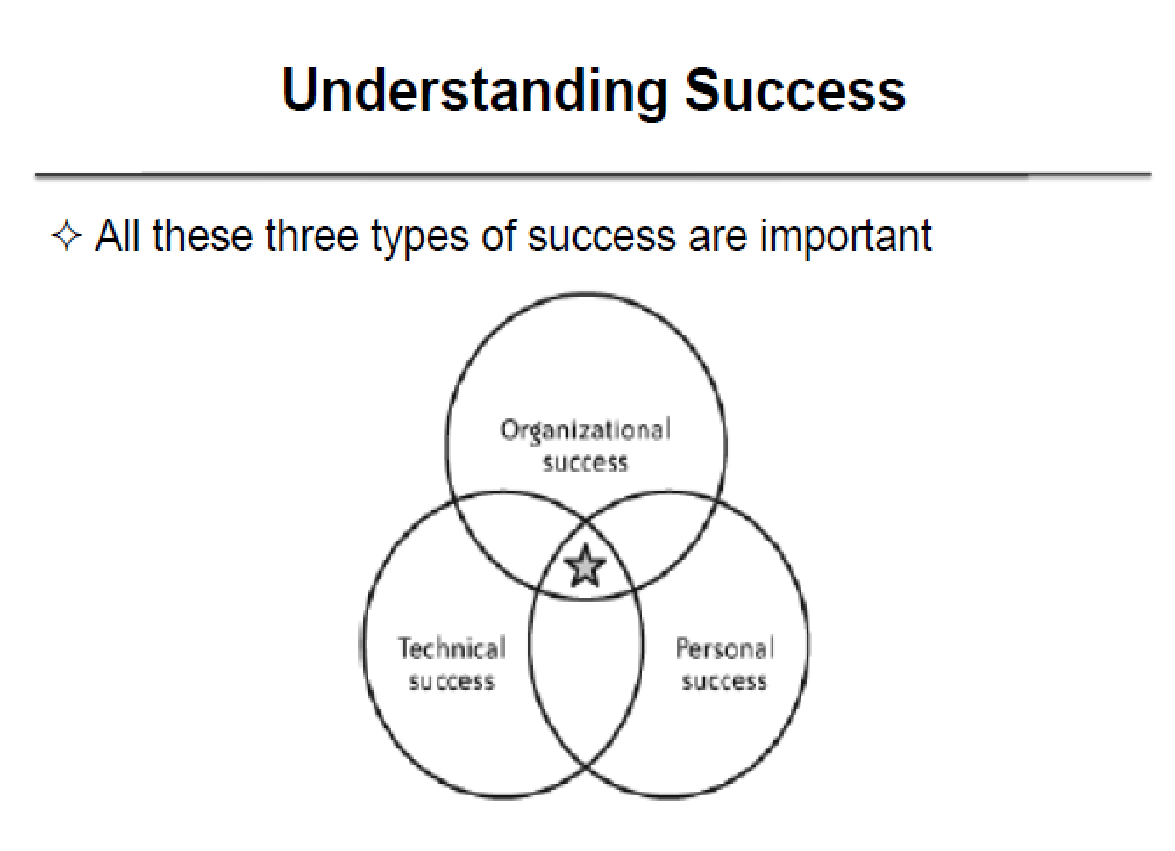 Understanding Success
All these three types of success are important
Organizational
success
Technical
success
Personal
success